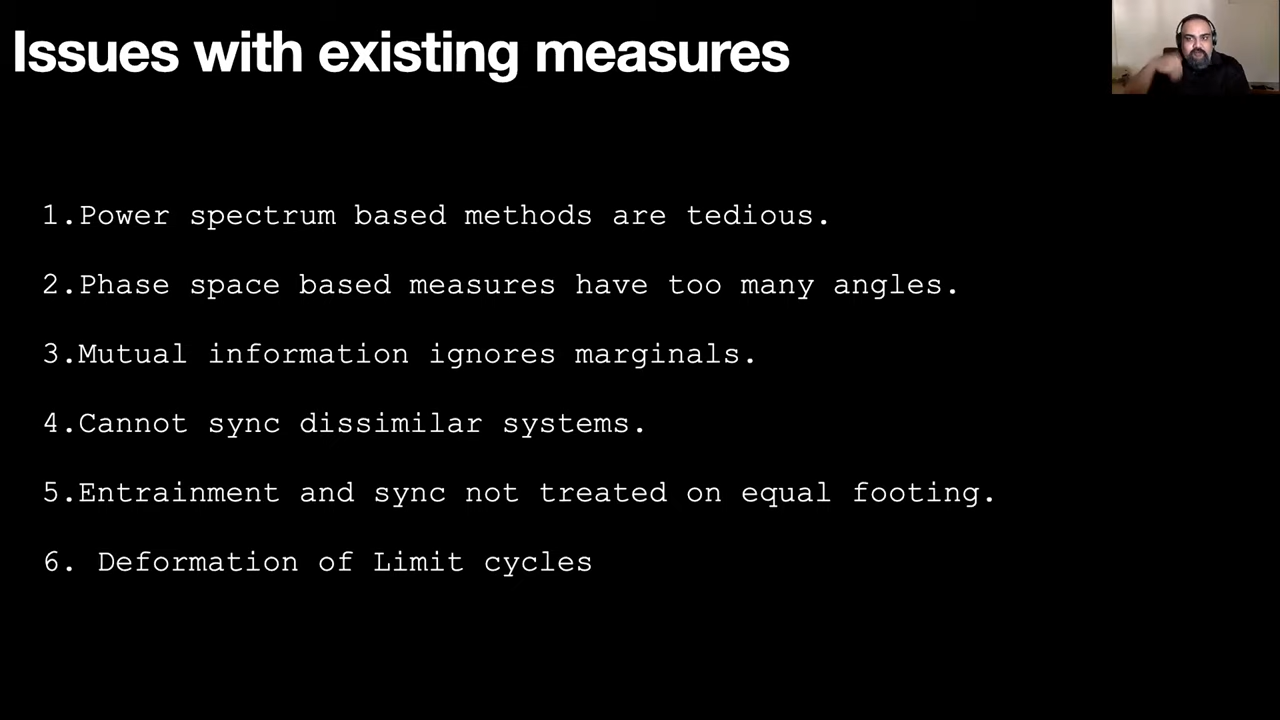 Issues with existing measures
1.Power spectrum based methods are tedious.
2.Phase space based measures have too many angles.
3.Mutual information ignores marginals.
4.Cannot sync dissimilar systems.
5.Entrainment and sync not treated on equal footing.
6. Deformation of Limit cycles